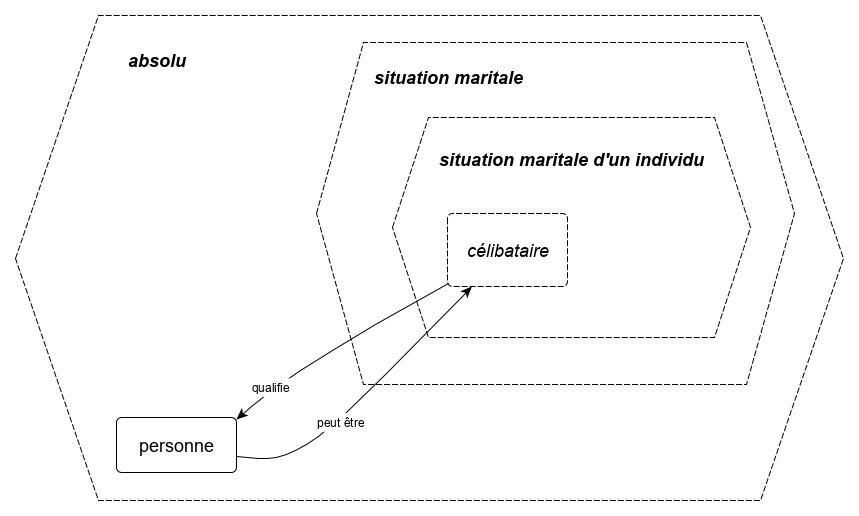 absolu
situation maritale
situation maritale d'un individu
célibataire
qualifie
peut être
personne